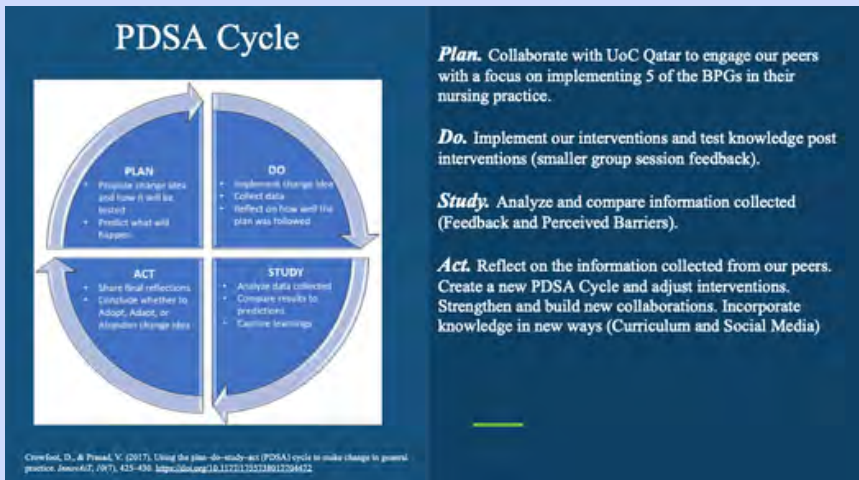 PDSA Cycle
PLAN
• Propose change idea
and how it will be
tested
• Predict what will
happen
DO
• Implement change idea
• Collect data
• Reflect on how well the
plan was followed
ACT
• Share final reflections
• Conclude whether to
Adopt, Adapt, or
Abandon change idea
STUDY
• Analyze data collected
• Compare results to
predictions
• Capture learnings
Plan. Collaborate with UoC Qatar to engage our peers
with a focus on implementing 5 of the BPGs in their
nursing practice.
Do. Implement our interventions and test knowledge post
interventions (smaller group session feedback).
Study. Analyze and compare information collected
(Feedback and Perceived Barriers).
Act. Reflect on the information collected from our peers.
Create a new PDSA Cycle and adjust interventions.
Strengthen and build new collaborations. Incorporate
knowledge in new ways (Curriculum and Social Media)
Crowfoot, D., & Prasad, V. (2017). Using the plan–do–study–act (PDSA) cycle to make change in general
practice. InnovAiT, 10(7), 425–430.